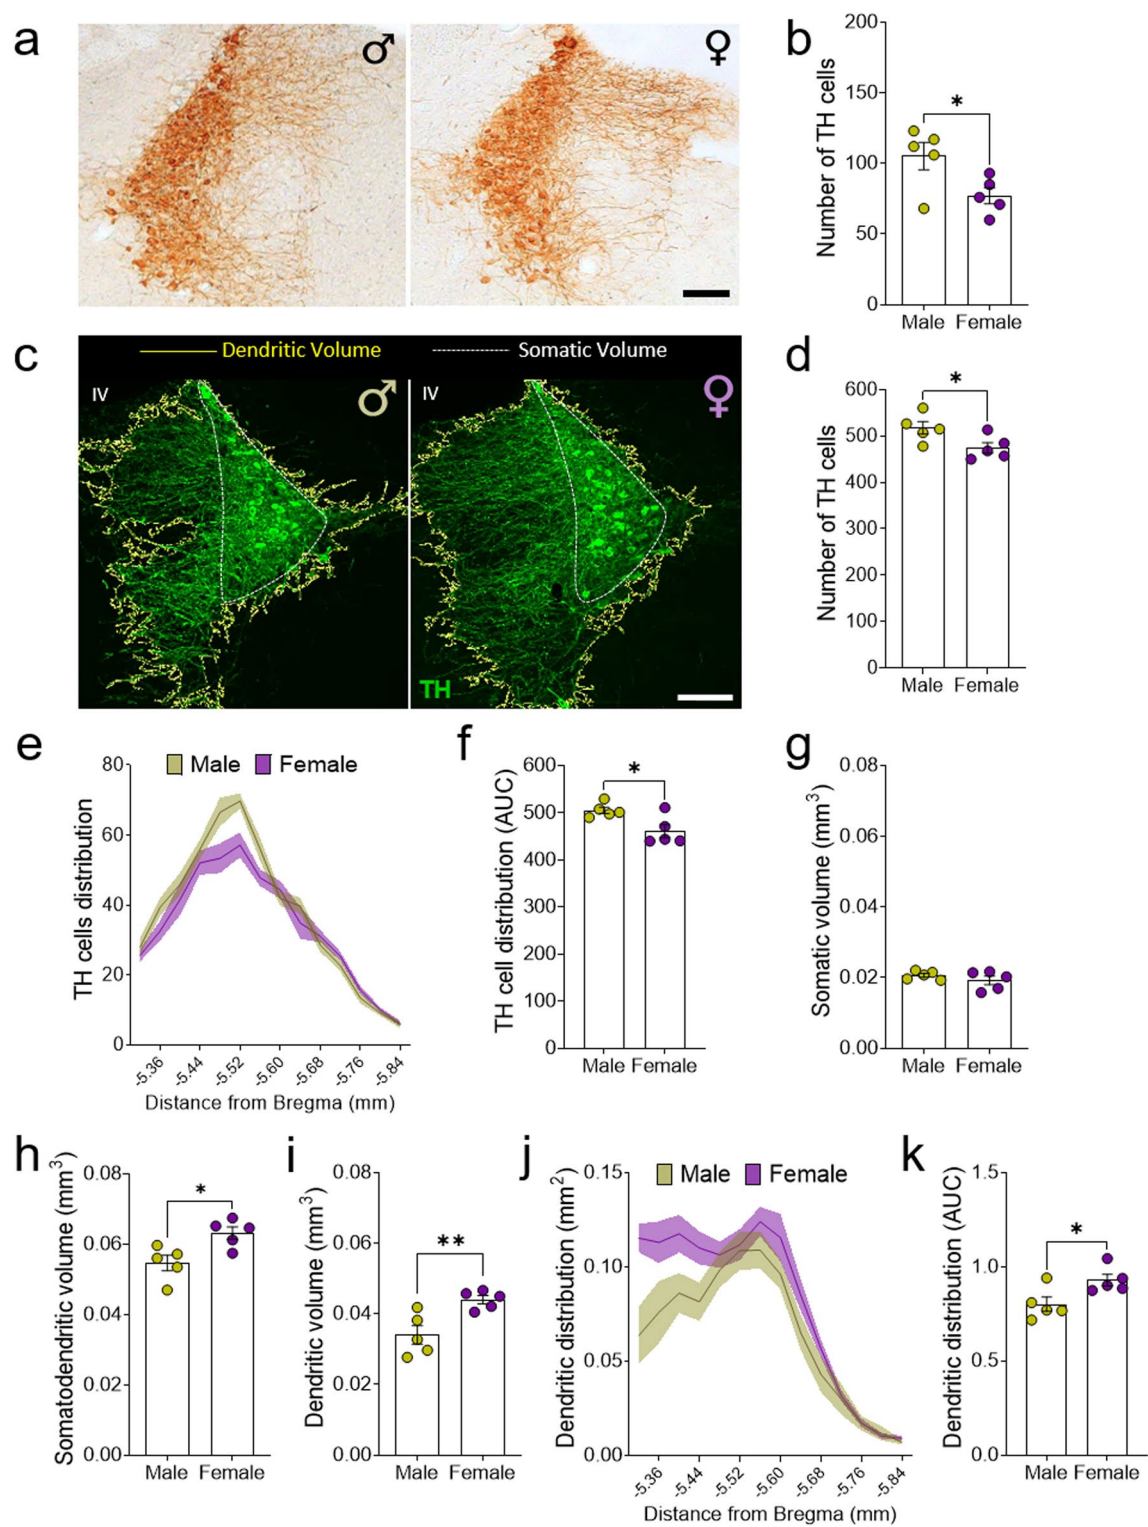 a
♂
♀
b
200
150
100
50
0
Number of TH cells
*
Male Female
c
Dendritic Volume
Somatic Volume
IV
♂
IV
♀
TH
d
600
500
400
300
200
100
0
Number of TH cells
*
Male Female
e
Male Female
80
60
40
20
0
TH cells distribution
-5.36 -5.44 -5.52 -5.60 -5.68 -5.76 -5.84
Distance from Bregma (mm)
f
600
500
400
300
200
100
0
TH cell distribution (AUC)
*
Male Female
g
0.08
0.06
0.04
0.02
0.00
Somatic volume (mm³)
Male Female
h
0.08
0.06
0.04
0.02
0.00
Somatodendritic volume (mm³)
*
Male Female
i
0.08
0.06
0.04
0.02
0.00
Dendritic volume (mm³)
**
Male Female
j
Male Female
0.15
0.10
0.05
0.00
Dendritic distribution (mm²)
-5.36 -5.44 -5.52 -5.60 -5.68 -5.76 -5.84
Distance from Bregma (mm)
k
1.5
1.0
0.5
0.0
Dendritic distribution (AUC)
*
Male Female